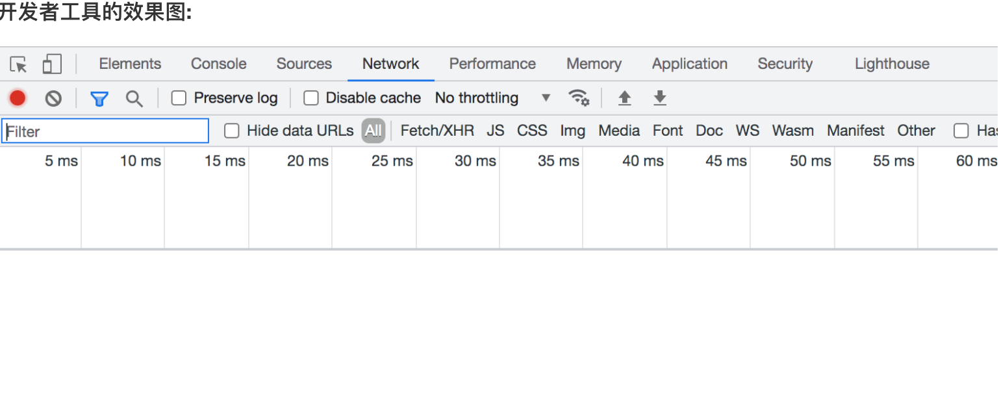 开发者工具的效果图:
Elements Console Sources Network Performance Memory Application Security Lighthouse
Preserve log Disable cache No throttling
Filter Hide data URLs All Fetch/XHR JS CSS Img Media Font Doc WS Wasm Manifest Other Has
5 ms 10 ms 15 ms 20 ms 25 ms 30 ms 35 ms 40 ms 45 ms 50 ms 55 ms 60 ms